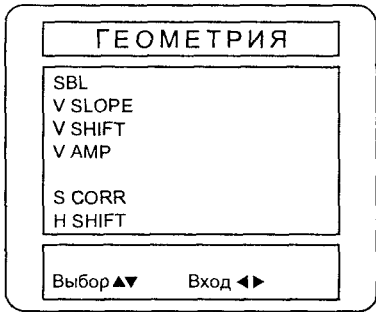 ГЕОМЕТРИЯ
SBL
V SLOPE
V SHIFT
V AMP
S CORR
H SHIFT
Выбор▲▼ Вход ◀▶